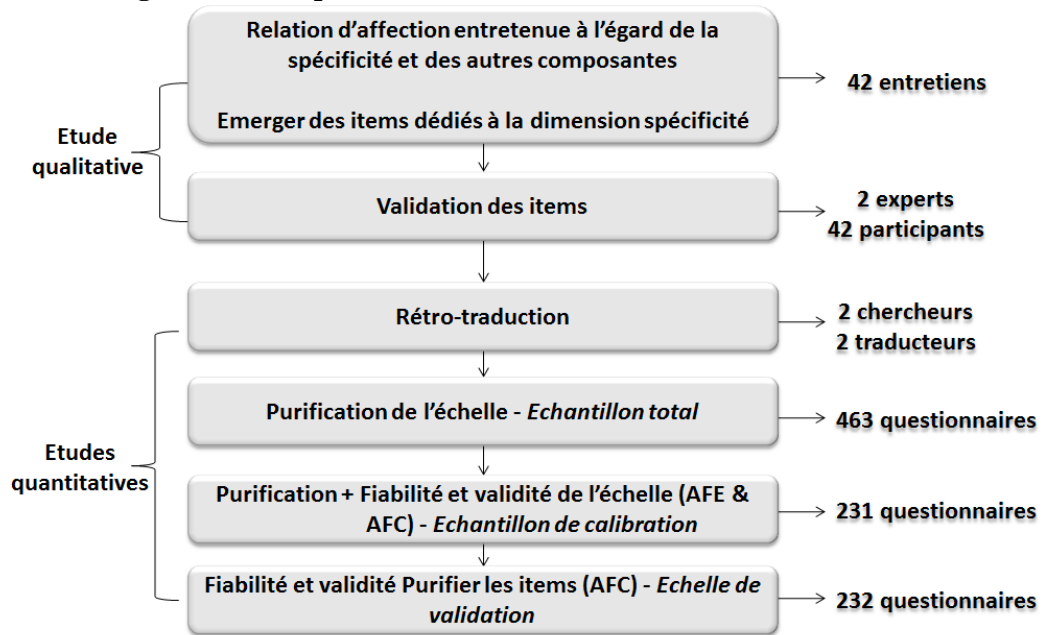 Relation d'affection entretenue à l'égard de la
spécificité et des autres composantes
42 entretiens
Emerger des items dédiés à la dimension spécificité
Etude
qualitative
Validation des items
2 experts
42 participants
Rétro-traduction
2 chercheurs
2 traducteurs
Purification de l'échelle - Echantillon total
463 questionnaires
Etudes
quantitatives
Purification + Fiabilité et validité de l'échelle (AFE &
AFC) - Echantillon de calibration
231 questionnaires
Fiabilité et validité Purifier les items (AFC) - Echelle de
validation
232 questionnaires